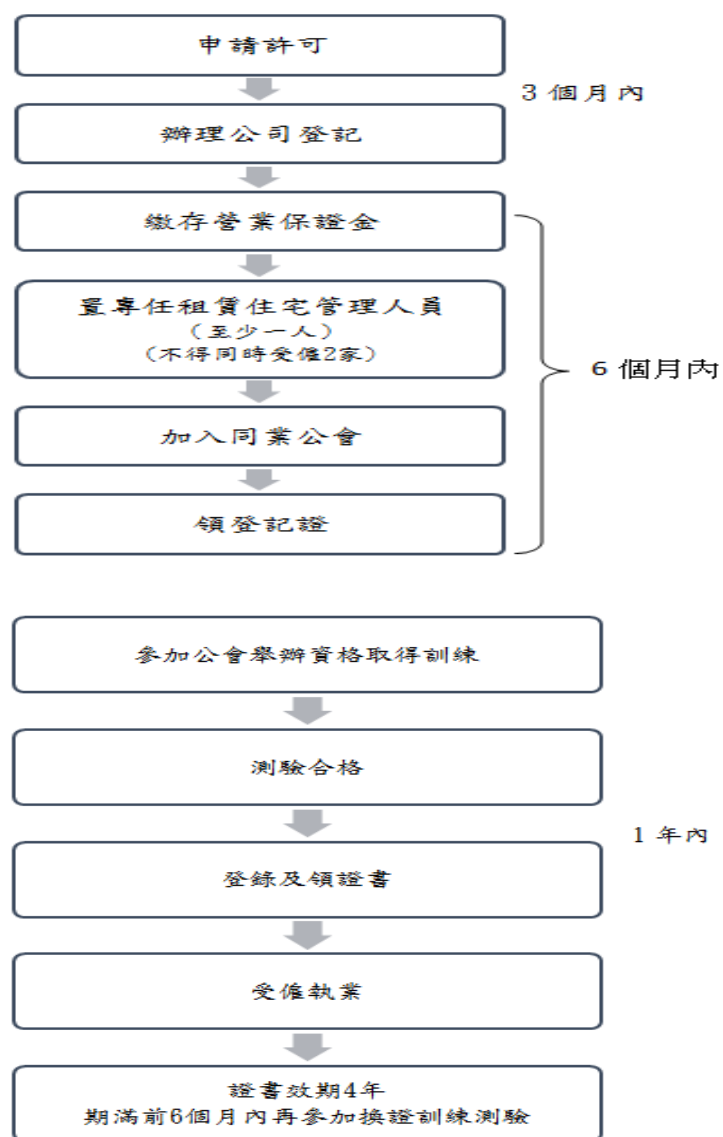 申請許可
3 個月內
辦理公司登記
繳存營業保證金
置專任租賃住宅管理人員
(至少一人)
(不得同時受僱2家)
6 個月內
加入同業公會
領登記證
參加公會舉辦資格取得訓練
測驗合格
1 年內
登錄及領證書
受僱執業
證書效期4年
期滿前6個月內再參加換證訓練測驗